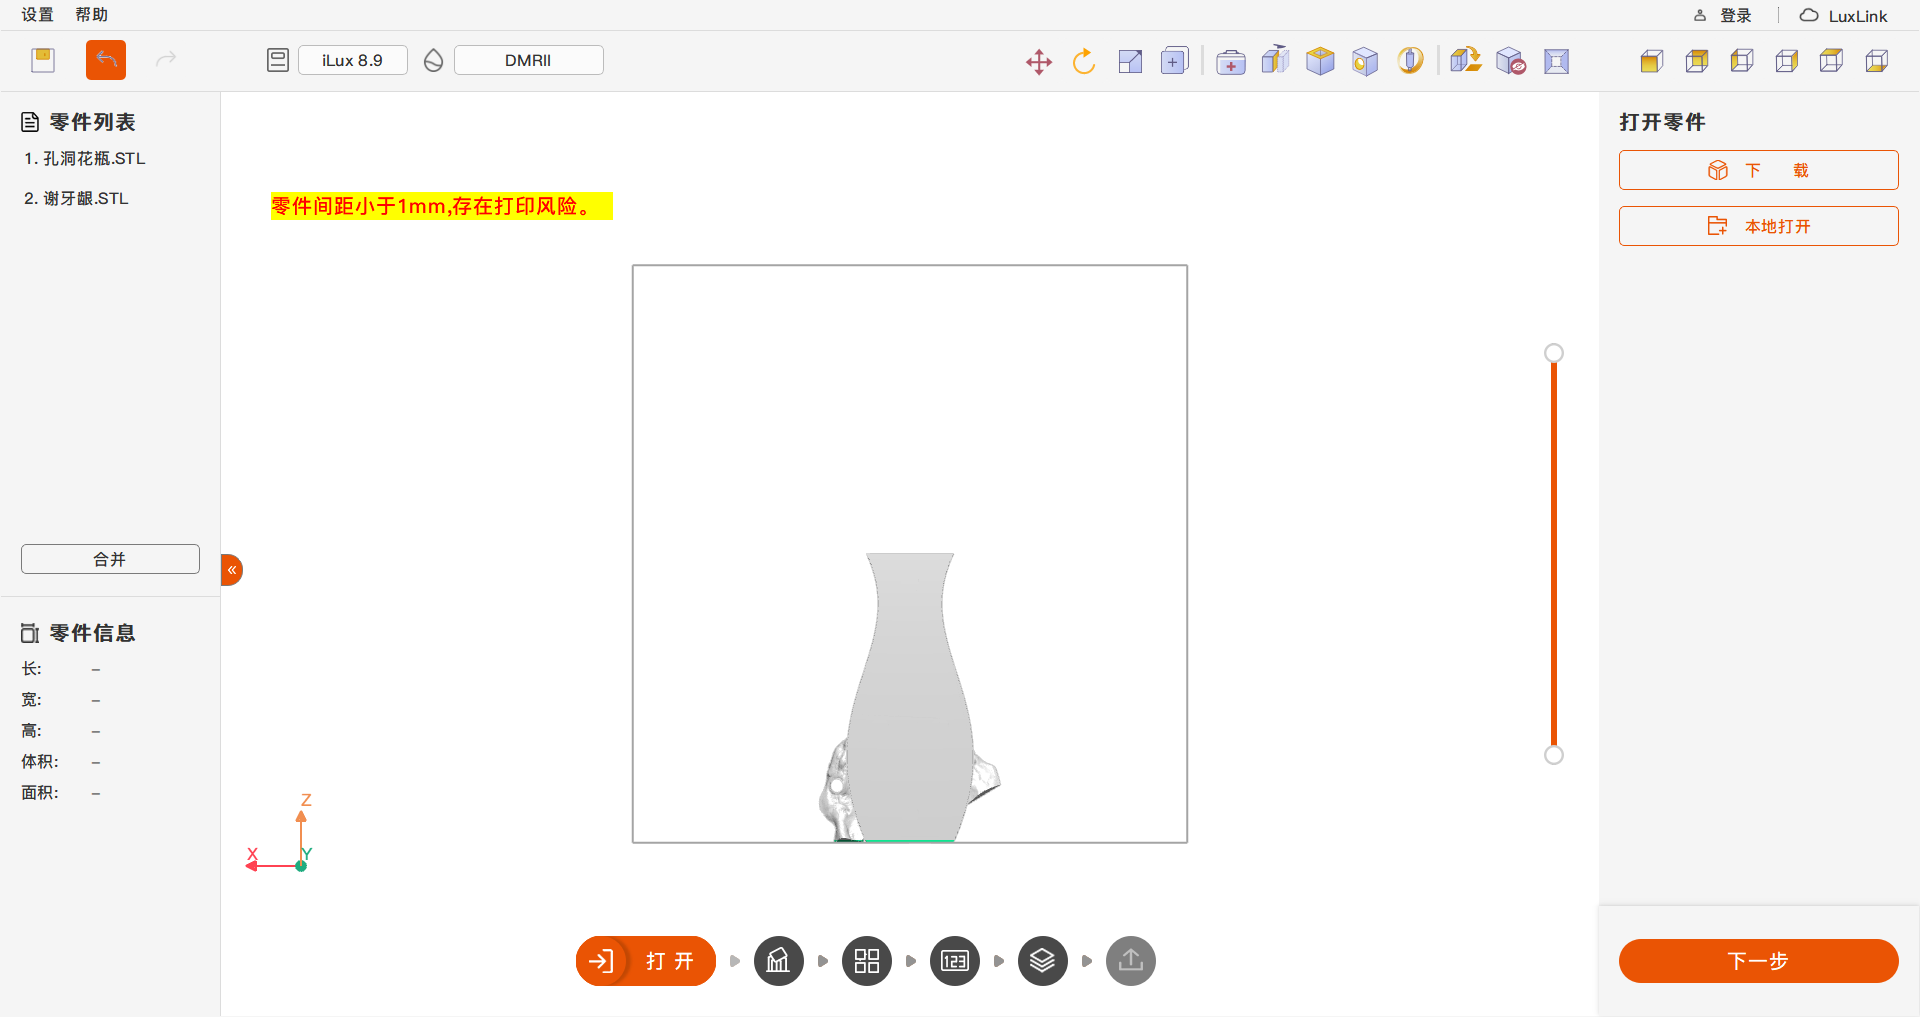 设置 帮助 登录 LuxLink
iLux 8.9 DMRII
零件列表
1. 孔洞花瓶.STL
2. 谢牙龈.STL
合并
零件信息
长: –
宽: –
高: –
体积: –
面积: –
零件间距小于1mm,存在打印风险。
Z
X Y
打开
123
打开零件
下 载
本地打开
下一步